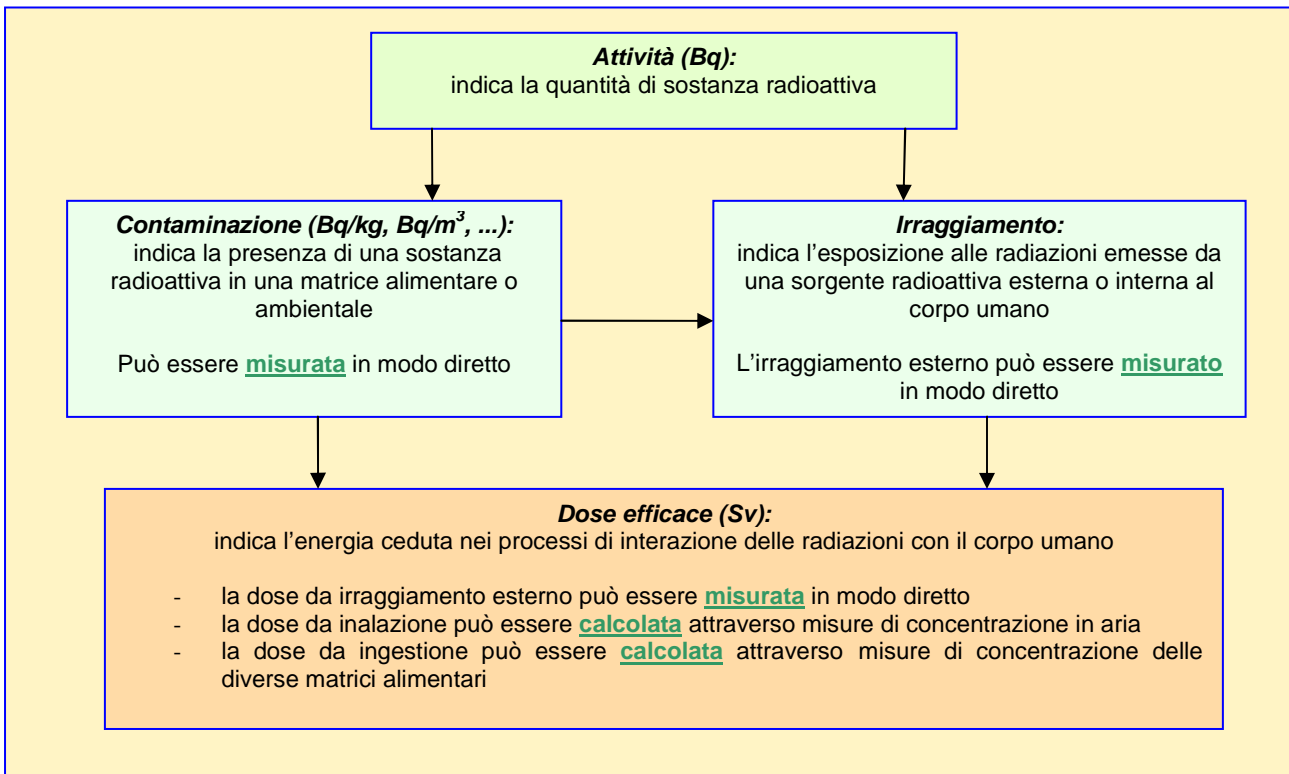 Attività (Bq):
indica la quantità di sostanza radioattiva
Contaminazione (Bq/kg, Bq/m³, ...):
indica la presenza di una sostanza
radioattiva in una matrice alimentare o
ambientale
Può essere misurata in modo diretto
Irraggiamento:
indica l'esposizione alle radiazioni emesse da
una sorgente radioattiva esterna o interna al
corpo umano
L'irraggiamento esterno può essere misurato
in modo diretto
Dose efficace (Sv):
indica l'energia ceduta nei processi di interazione delle radiazioni con il corpo umano
- la dose da irraggiamento esterno può essere misurata in modo diretto
- la dose da inalazione può essere calcolata attraverso misure di concentrazione in aria
- la dose da ingestione può essere calcolata attraverso misure di concentrazione delle
diverse matrici alimentari